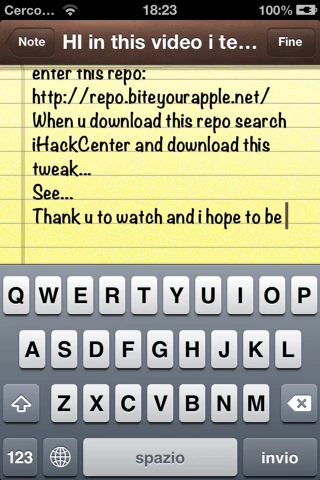 Cerco... 18:23 100%
Note HI in this video i te... Fine
enter this repo:
http://repo.biteyourapple.net/
When u download this repo search
iHackCenter and download this
tweak...
See...
Thank u to watch and i hope to be
Q W E R T Y U I O P
A S D F G H J K L
Z X C V B N M
123 spazio invio